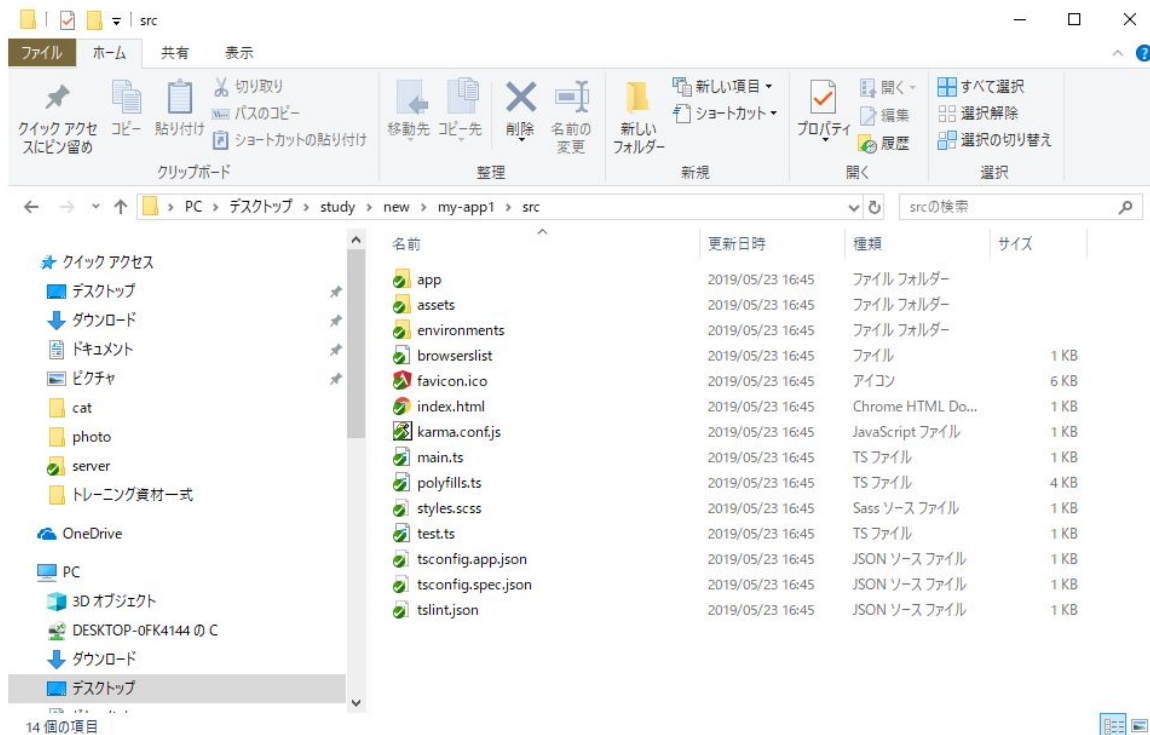 src
ファイル ホーム 共有 表示
クイック アクセスにピン留め
コピー
貼り付け
切り取り
パスのコピー
ショートカットの貼り付け
クリップボード
移動先
コピー先
削除
名前の変更
整理
新しいフォルダー
新しい項目
ショートカット
新規
プロパティ
開く
編集
履歴
開く
すべて選択
選択解除
選択の切り替え
選択
PC › デスクトップ › study › new › my-app1 › src
srcの検索
クイック アクセス
デスクトップ
ダウンロード
ドキュメント
ピクチャ
cat
photo
server
トレーニング資材一式
OneDrive
PC
3D オブジェクト
DESKTOP-0FK4144 の C
ダウンロード
デスクトップ
名前 更新日時 種類 サイズ
app 2019/05/23 16:45 ファイル フォルダー
assets 2019/05/23 16:45 ファイル フォルダー
environments 2019/05/23 16:45 ファイル フォルダー
browserslist 2019/05/23 16:45 ファイル 1 KB
favicon.ico 2019/05/23 16:45 アイコン 6 KB
index.html 2019/05/23 16:45 Chrome HTML Do... 1 KB
karma.conf.js 2019/05/23 16:45 JavaScript ファイル 1 KB
main.ts 2019/05/23 16:45 TS ファイル 1 KB
polyfills.ts 2019/05/23 16:45 TS ファイル 4 KB
styles.scss 2019/05/23 16:45 Sass ソース ファイル 1 KB
test.ts 2019/05/23 16:45 TS ファイル 1 KB
tsconfig.app.json 2019/05/23 16:45 JSON ソース ファイル 1 KB
tsconfig.spec.json 2019/05/23 16:45 JSON ソース ファイル 1 KB
tslint.json 2019/05/23 16:45 JSON ソース ファイル 1 KB
14 個の項目